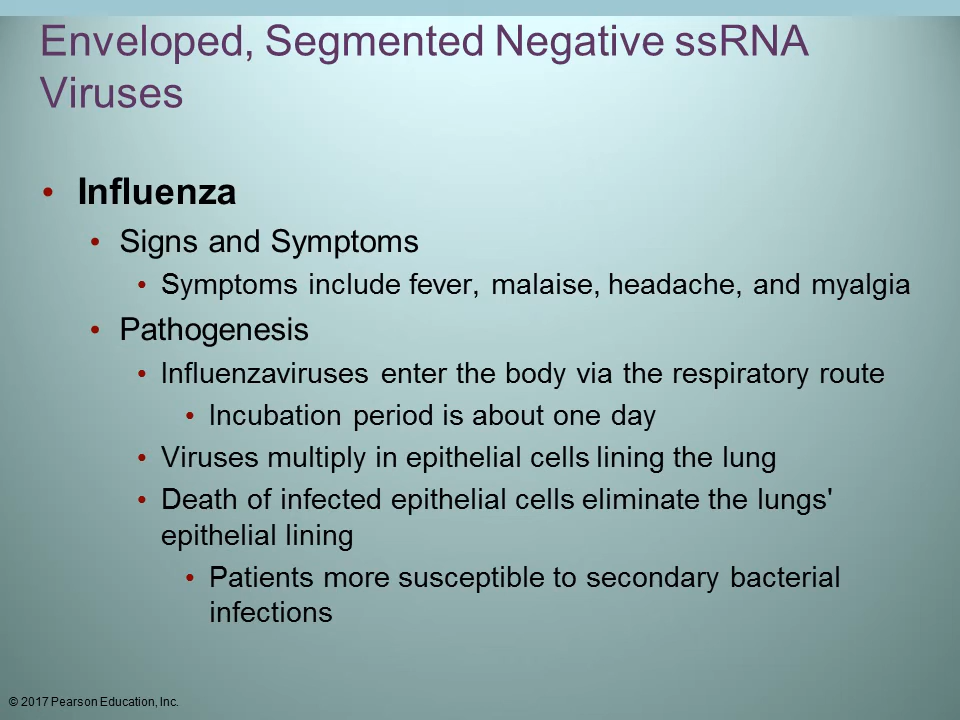 Enveloped, Segmented Negative ssRNA
Viruses
• Influenza
• Signs and Symptoms
• Symptoms include fever, malaise, headache, and myalgia
• Pathogenesis
• Influenzaviruses enter the body via the respiratory route
• Incubation period is about one day
• Viruses multiply in epithelial cells lining the lung
• Death of infected epithelial cells eliminate the lungs'
epithelial lining
• Patients more susceptible to secondary bacterial
infections
© 2017 Pearson Education, Inc.